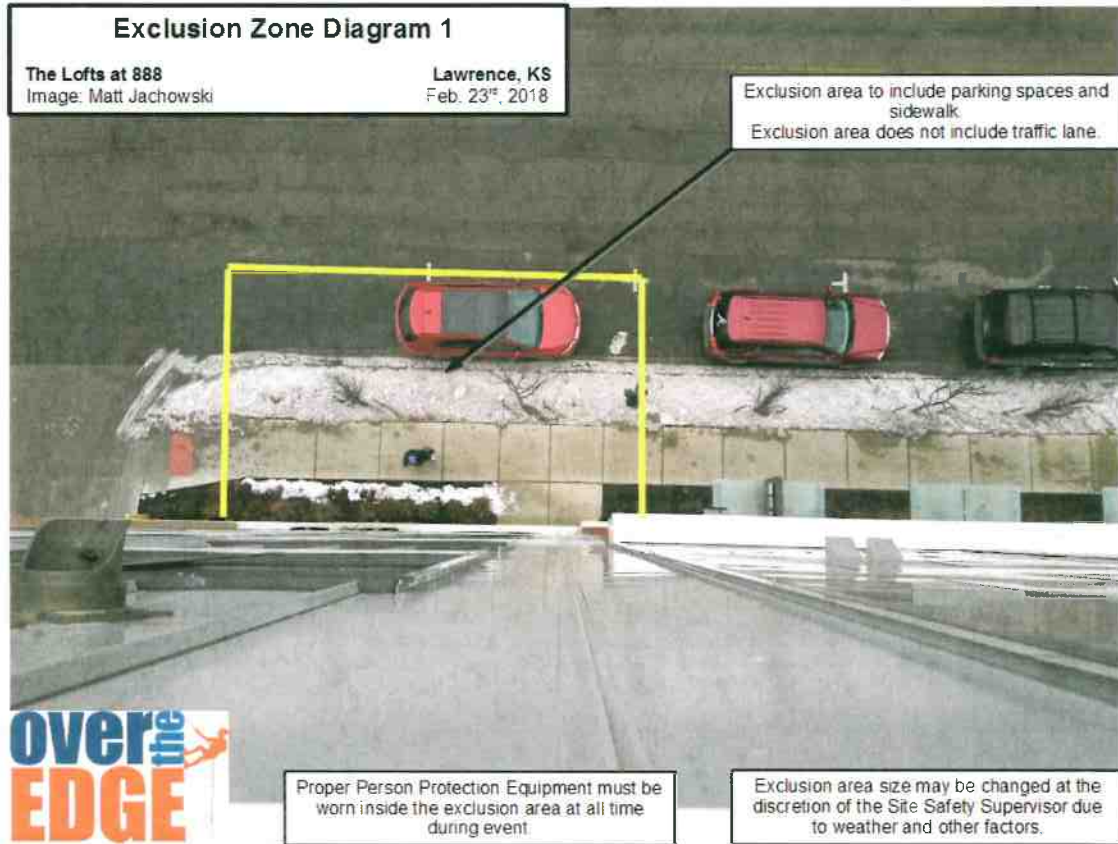 Exclusion Zone Diagram 1
The Lofts at 888 Lawrence, KS
Image: Matt Jachowski Feb. 23rd, 2018
Exclusion area to include parking spaces and
sidewalk.
Exclusion area does not include traffic lane.
over the
EDGE
Proper Person Protection Equipment must be
worn inside the exclusion area at all time
during event
Exclusion area size may be changed at the
discretion of the Site Safety Supervisor due
to weather and other factors.